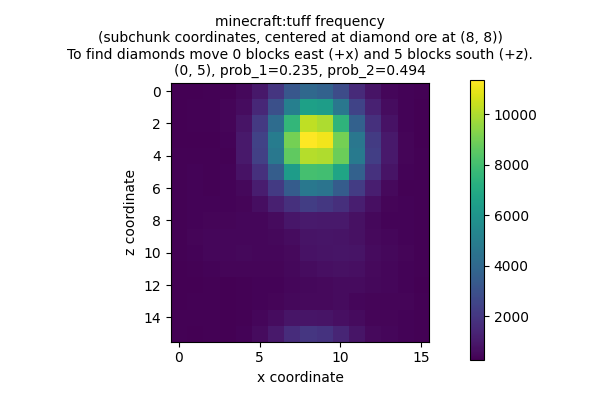 minecraft:tuff frequency
(subchunk coordinates, centered at diamond ore at (8, 8))
To find diamonds move 0 blocks east (+x) and 5 blocks south (+z).
(0, 5), prob_1=0.235, prob_2=0.494
0
2
4
6
8
10
12
14
z coordinate
0
5
10
15
x coordinate
10000
8000
6000
4000
2000